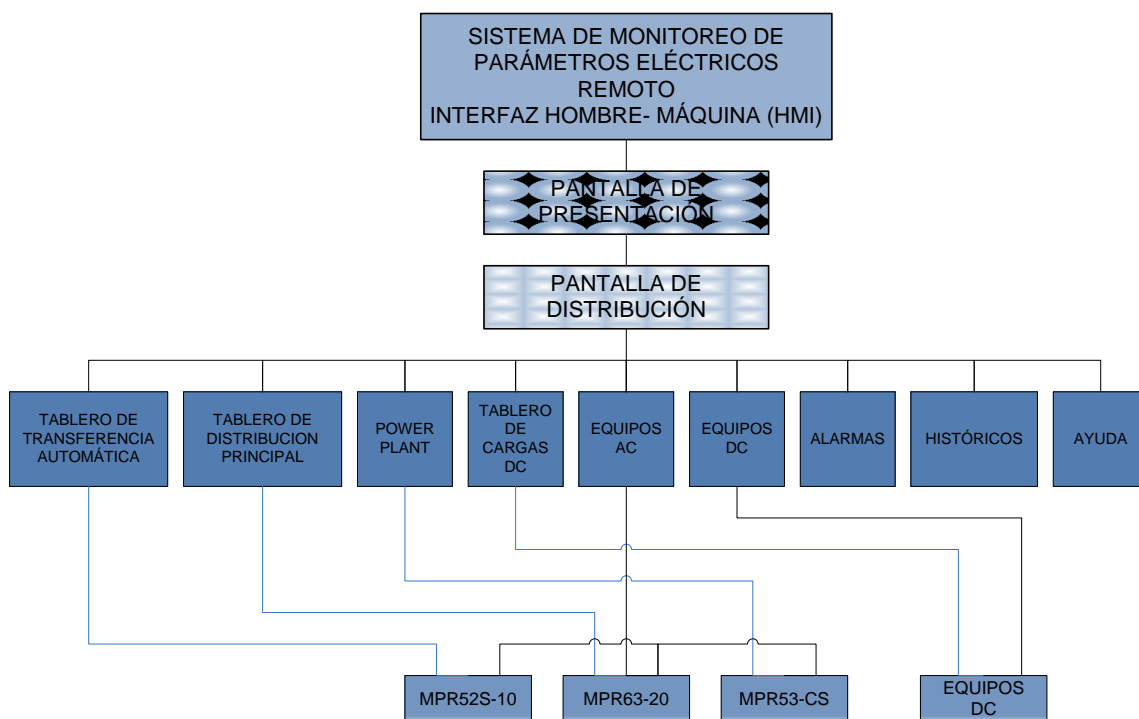 SISTEMA DE MONITOREO DE
PARÁMETROS ELÉCTRICOS
REMOTO
INTERFAZ HOMBRE- MÁQUINA (HMI)
PANTALLA DE
PRESENTACIÓN
PANTALLA DE
DISTRIBUCIÓN
TABLERO DE
TRANSFERENCIA
AUTOMÁTICA
TABLERO DE
DISTRIBUCION
PRINCIPAL
POWER
PLANT
TABLERO
DE
CARGAS
DC
EQUIPOS
AC
EQUIPOS
DC
ALARMAS
HISTÓRICOS
AYUDA
MPR52S-10
MPR63-20
MPR53-CS
EQUIPOS
DC